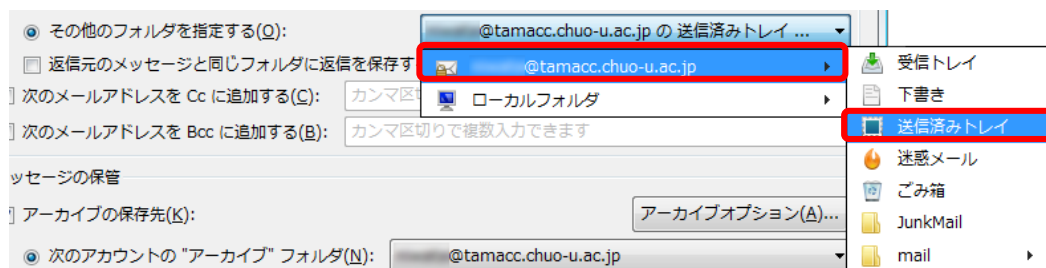 その他のフォルダを指定する(O):
@tamacc.chuo-u.ac.jp の 送信済みトレイ ...
返信元のメッセージと同じフォルダに返信を保存す
@tamacc.chuo-u.ac.jp
受信トレイ
次のメールアドレスを Cc に追加する(C):
カンマ区
ローカルフォルダ
下書き
次のメールアドレスを Bcc に追加する(B):
カンマ区切りで複数入力できます
送信済みトレイ
迷惑メール
ッセージの保管
ごみ箱
アーカイブの保存先(K):
アーカイブオプション(A)...
JunkMail
次のアカウントの "アーカイブ" フォルダ(N):
@tamacc.chuo-u.ac.jp
mail